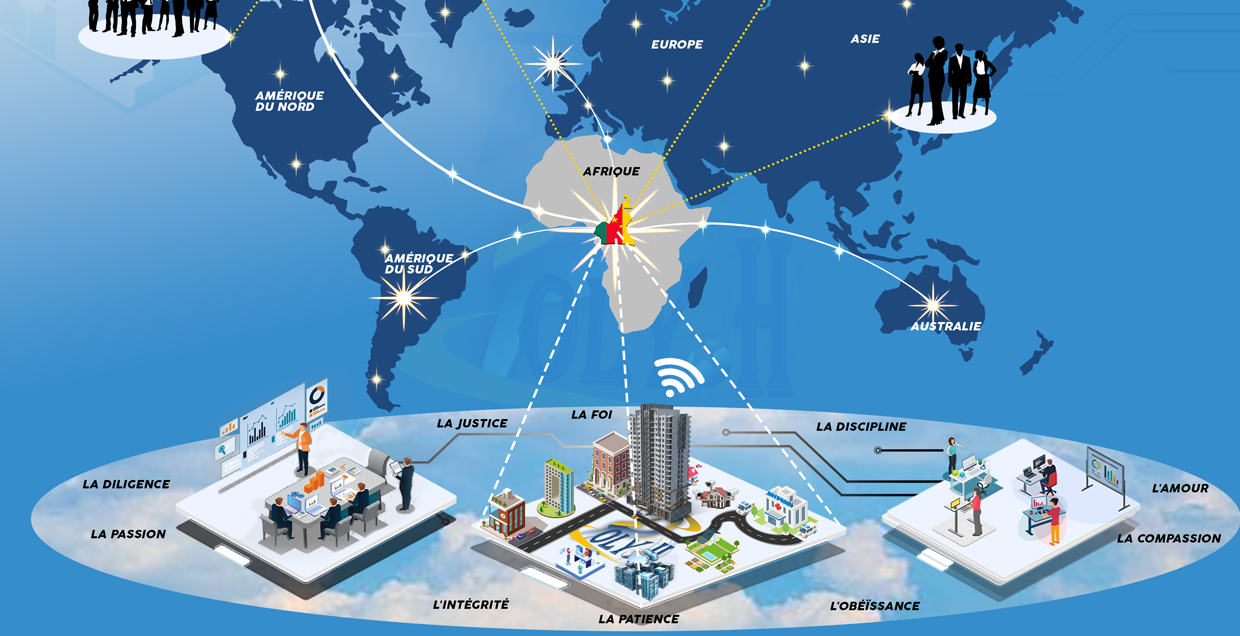 EUROPE
ASIE
AMÉRIQUE
DU NORD
AFRIQUE
AMÉRIQUE
DU SUD
AUSTRALIE
LA FOI
LA JUSTICE
LA DISCIPLINE
LA DILIGENCE
L'AMOUR
LA PASSION
LA COMPASSION
L'INTÉGRITÉ
L'OBÉÏSSANCE
LA PATIENCE